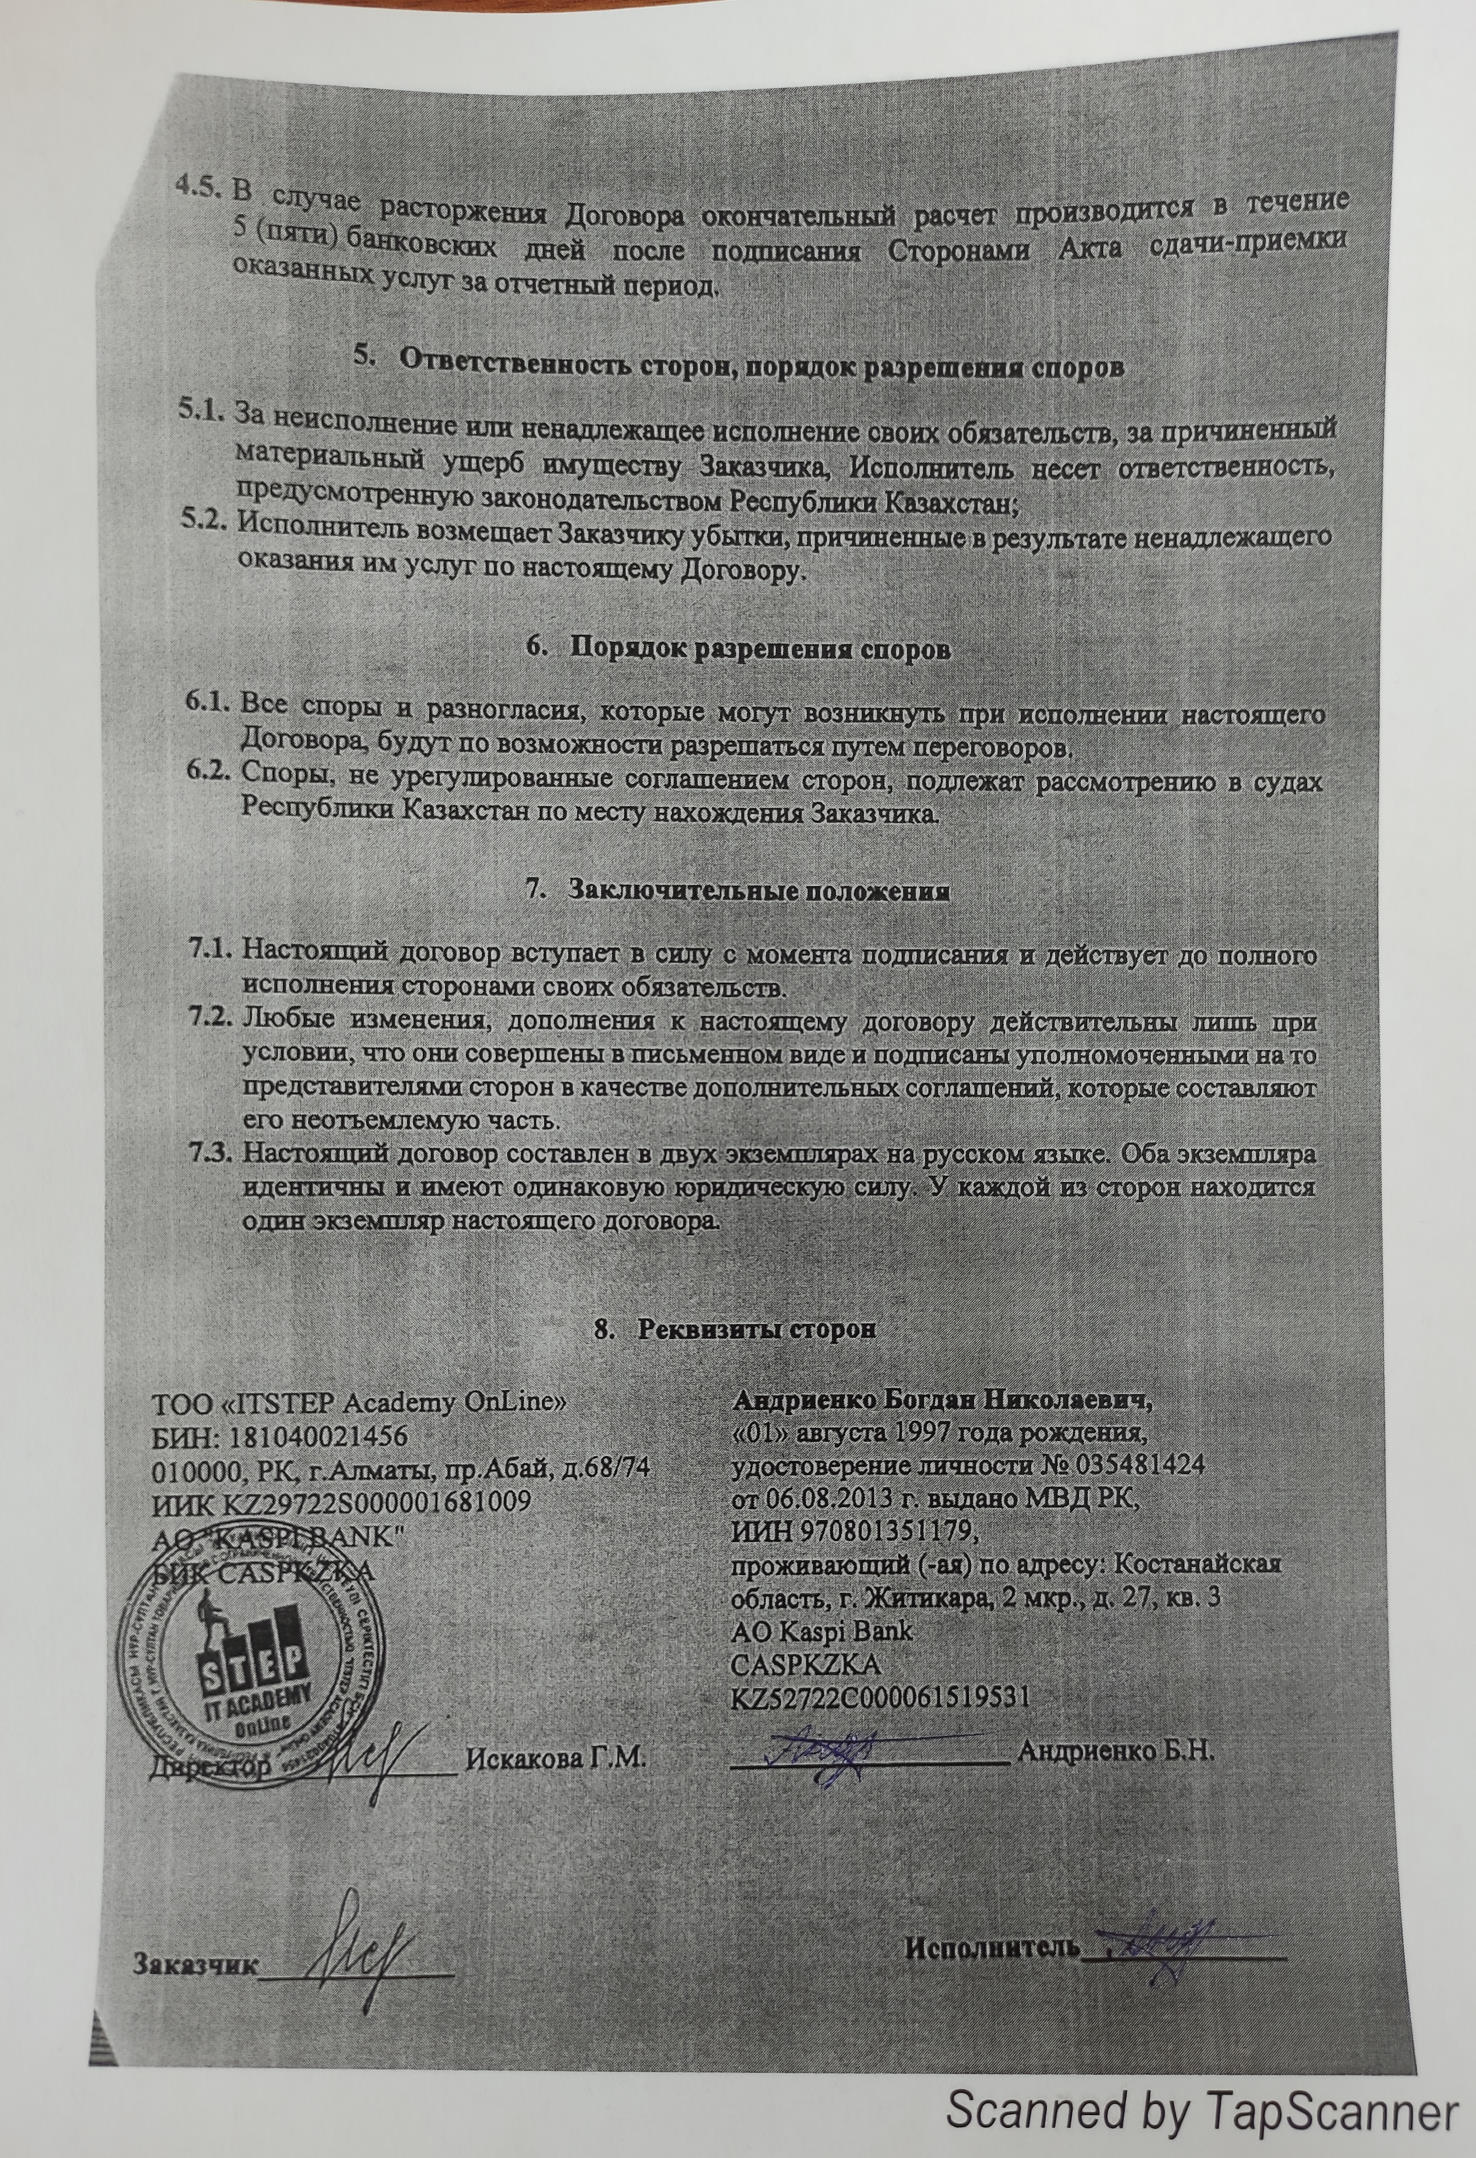 4.5. В случае расторжения Договора окончательный расчет производится в течение
5 (пяти) банковских дней после подписания Сторонами Акта сдачи-приемки
оказанных услуг за отчетный период.
5. Ответственность сторон, порядок разрешения споров
5.1. За неисполнение или ненадлежащее исполнение своих обязательств, за причиненный
материальный ущерб имуществу Заказчика, Исполнитель несет ответственность,
предусмотренную законодательством Республики Казахстан;
5.2. Исполнитель возмещает Заказчику убытки, причиненные в результате ненадлежащего
оказания им услуг по настоящему Договору.
6. Порядок разрешения споров
6.1. Все споры и разногласия, которые могут возникнуть при исполнении настоящего
Договора, будут по возможности разрешаться путем переговоров.
6.2. Споры, не урегулированные соглашением сторон, подлежат рассмотрению в судах
Республики Казахстан по месту нахождения Заказчика.
7. Заключительные положения
7.1. Настоящий договор вступает в силу с момента подписания и действует до полного
исполнения сторонами своих обязательств.
7.2. Любые изменения, дополнения к настоящему договору действительны лишь при
условии, что они совершены в письменном виде и подписаны уполномоченными на то
представителями сторон в качестве дополнительных соглашений, которые составляют
его неотъемлемую часть.
7.3. Настоящий договор составлен в двух экземплярах на русском языке. Оба экземпляра
идентичны и имеют одинаковую юридическую силу. У каждой из сторон находится
один экземпляр настоящего договора.
8. Реквизиты сторон
ТОО «ITSTEP Academy OnLine»
БИН: 181040021456
010000, РК, г.Алматы, пр.Абай, д.68/74
ИИК KZ29722S000001681009
АО "KASPI BANK"
БИК CASPKZKA
STEP
IT ACADEMY
OnLine
Директор Искакова Г.М.
Андриенко Богдан Николаевич,
«01» августа 1997 года рождения,
удостоверение личности № 035481424
от 06.08.2013 г. выдано МВД РК,
ИИН 970801351179,
проживающий (-ая) по адресу: Костанайская
область, г. Житикара, 2 мкр., д. 27, кв. 3
АО Kaspi Bank
CASPKZKA
KZ52722C000061519531
Андриенко Б.Н.
Заказчик
Исполнитель
Scanned by TapScanner